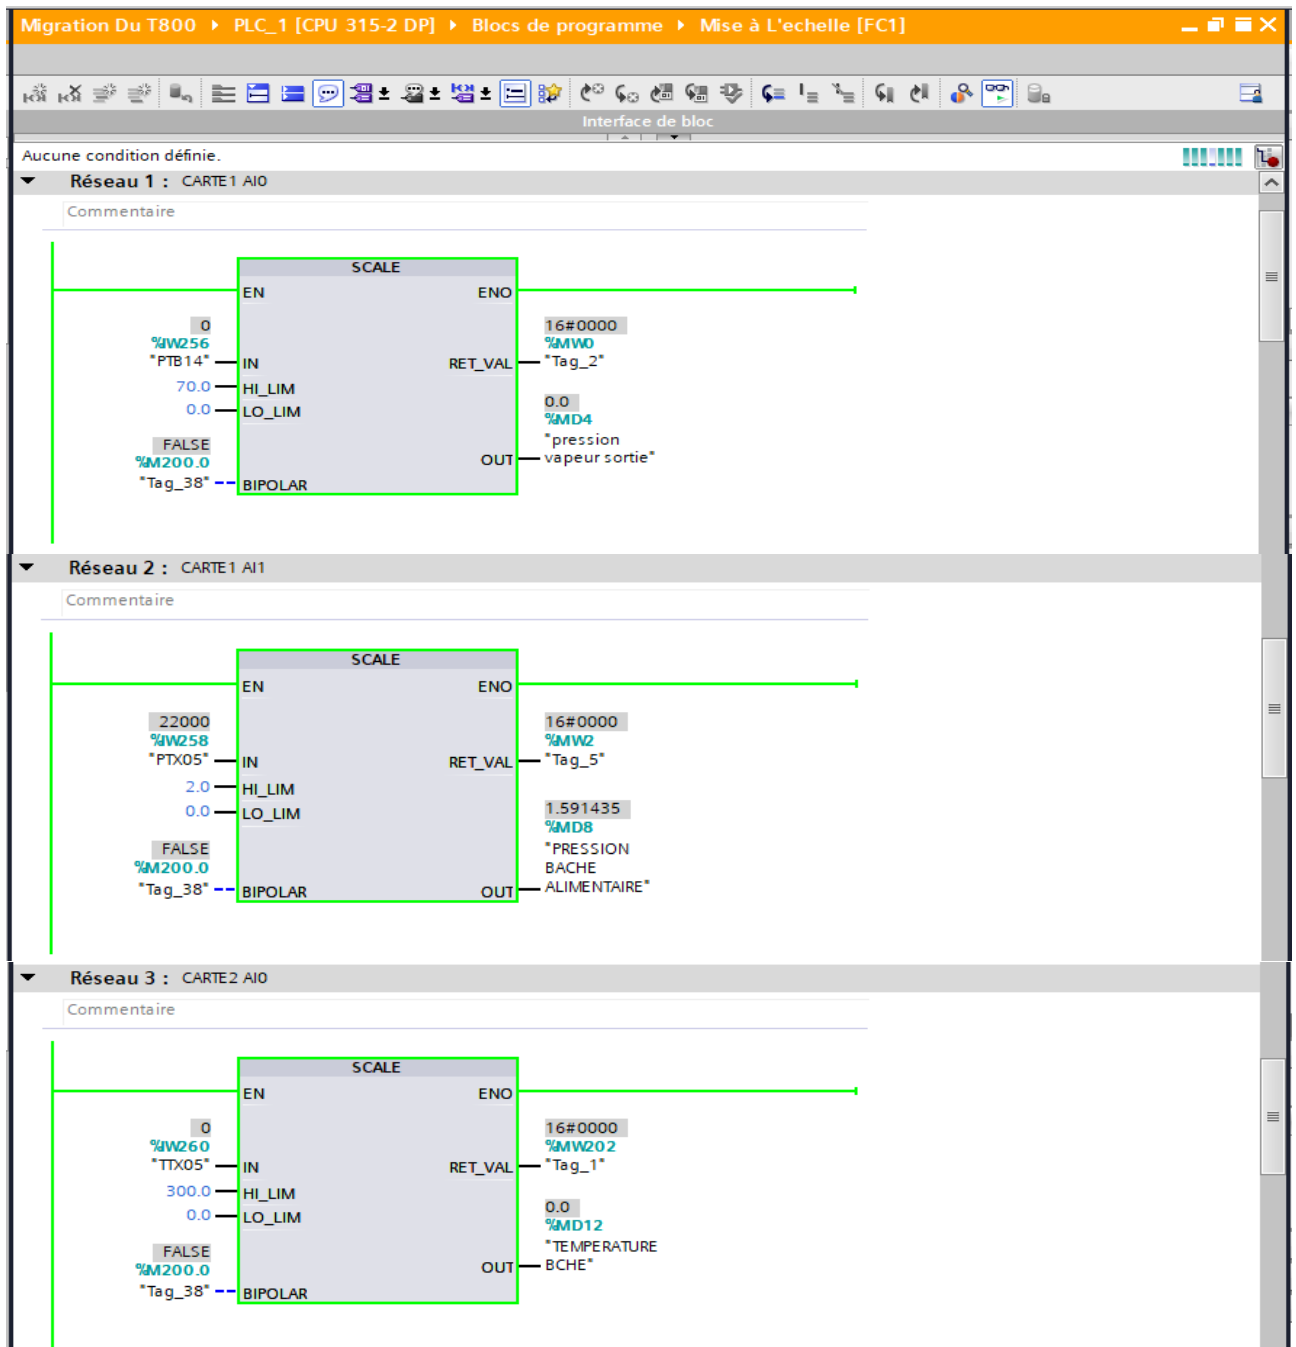 Migration Du T800 ▸ PLC_1 [CPU 315-2 DP] ▸ Blocs de programme ▸ Mise à L'echelle [FC1]
Interface de bloc
Aucune condition définie.
Réseau 1 : CARTE1 AI0
Commentaire
SCALE
EN ENO
0 16#0000
%IW256 %MW0
"PTB14" IN RET_VAL "Tag_2"
70.0 HI_LIM
0.0 LO_LIM
0.0
%MD4
FALSE "pression
%M200.0 OUT vapeur sortie"
"Tag_38" BIPOLAR
Réseau 2 : CARTE1 AI1
Commentaire
SCALE
EN ENO
22000 16#0000
%IW258 %MW2
"PTX05" IN RET_VAL "Tag_5"
2.0 HI_LIM
0.0 LO_LIM 1.591435
%MD8
FALSE "PRESSION
%M200.0 BACHE
"Tag_38" BIPOLAR OUT ALIMENTAIRE"
Réseau 3 : CARTE2 AI0
Commentaire
SCALE
EN ENO
0 16#0000
%IW260 %MW202
"TTX05" IN RET_VAL "Tag_1"
300.0 HI_LIM
0.0 LO_LIM 0.0
%MD12
FALSE "TEMPERATURE
%M200.0 OUT BCHE"
"Tag_38" BIPOLAR